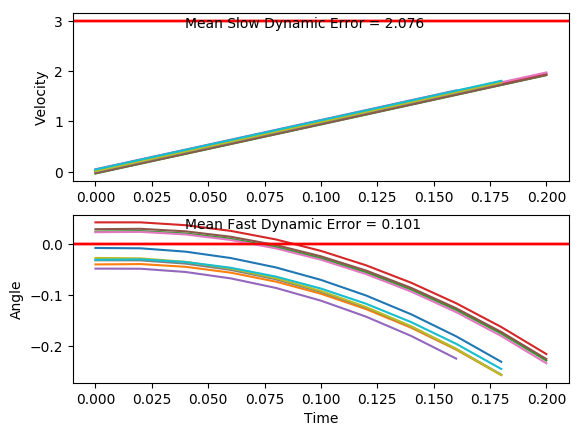 Mean Slow Dynamic Error = 2.076
3
2
1
0
Velocity
0.000 0.025 0.050 0.075 0.100 0.125 0.150 0.175 0.200
Mean Fast Dynamic Error = 0.101
0.0
−0.1
−0.2
Angle
0.000 0.025 0.050 0.075 0.100 0.125 0.150 0.175 0.200
Time